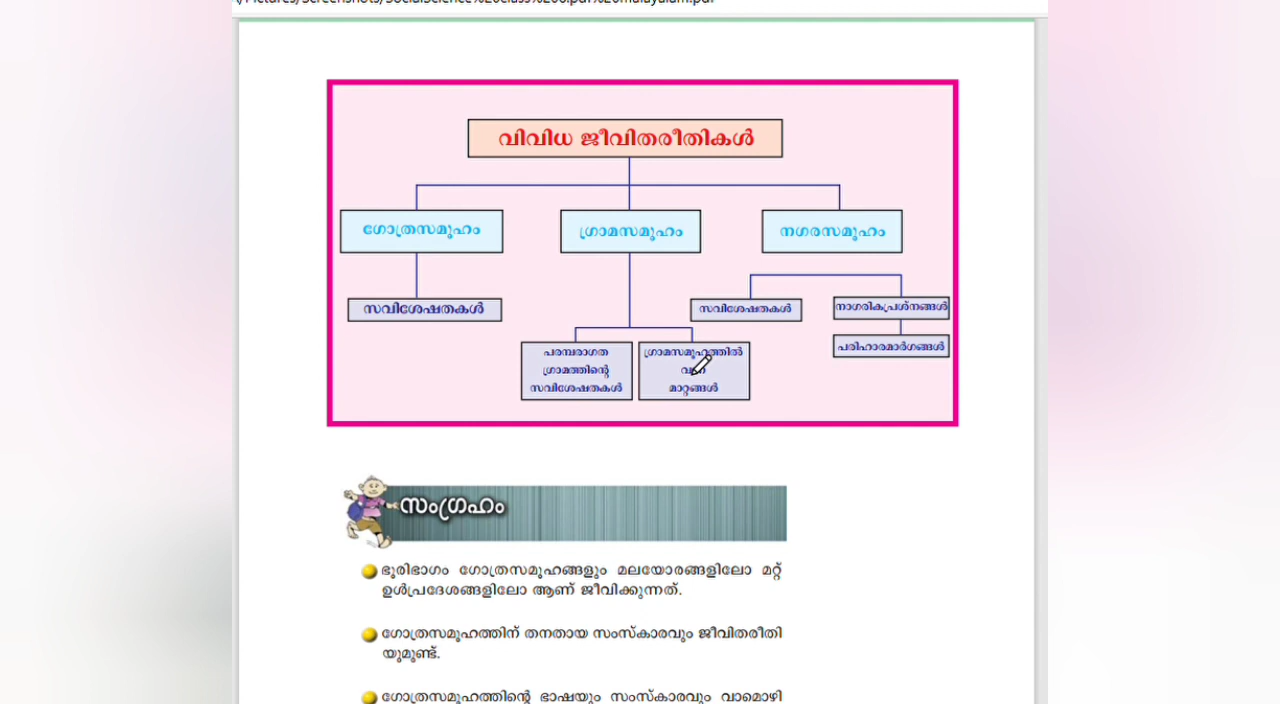 വിവിധ ജീവിതരീതികൾ
ഗോത്രസമൂഹം
ഗ്രാമസമൂഹം
നഗരസമൂഹം
സവിശേഷതകൾ
സവിശേഷതകൾ
നാഗരികപ്രശ്നങ്ങൾ
പരിഹാരമാർഗങ്ങൾ
പരമ്പരാഗത
ഗ്രാമത്തിന്റെ
സവിശേഷതകൾ
ഗ്രാമസമൂഹത്തിൽ
മാറ്റങ്ങൾ
സംഗ്രഹം
ഭൂരിഭാഗം ഗോത്രസമൂഹങ്ങളും മലയോരങ്ങളിലോ മറ്റ്
ഉൾപ്രദേശങ്ങളിലോ ആണ് ജീവിക്കുന്നത്.
ഗോത്രസമൂഹത്തിന് തനതായ സംസ്കാരവും ജീവിതരീതി
യുമുണ്ട്.
ഗോത്രസമൂഹത്തിന്റെ ഭാഷയും സംസ്കാരവും വാമൊഴി